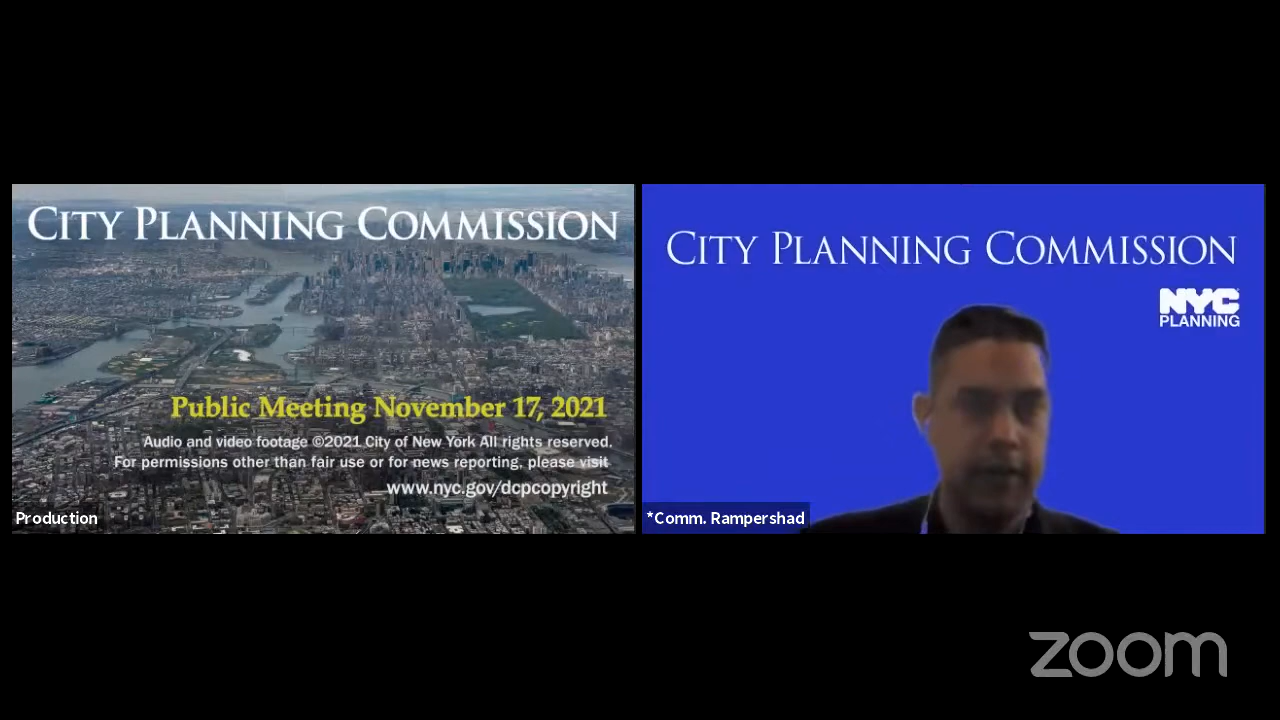 City Planning Commission
Public Meeting November 17, 2021
Audio and video footage ©2021 City of New York All rights reserved.
For permissions other than fair use or for news reporting, please visit
www.nyc.gov/dcpcopyright
Production
City Planning Commission
NYC
PLANNING
*Comm. Rampershad
zoom